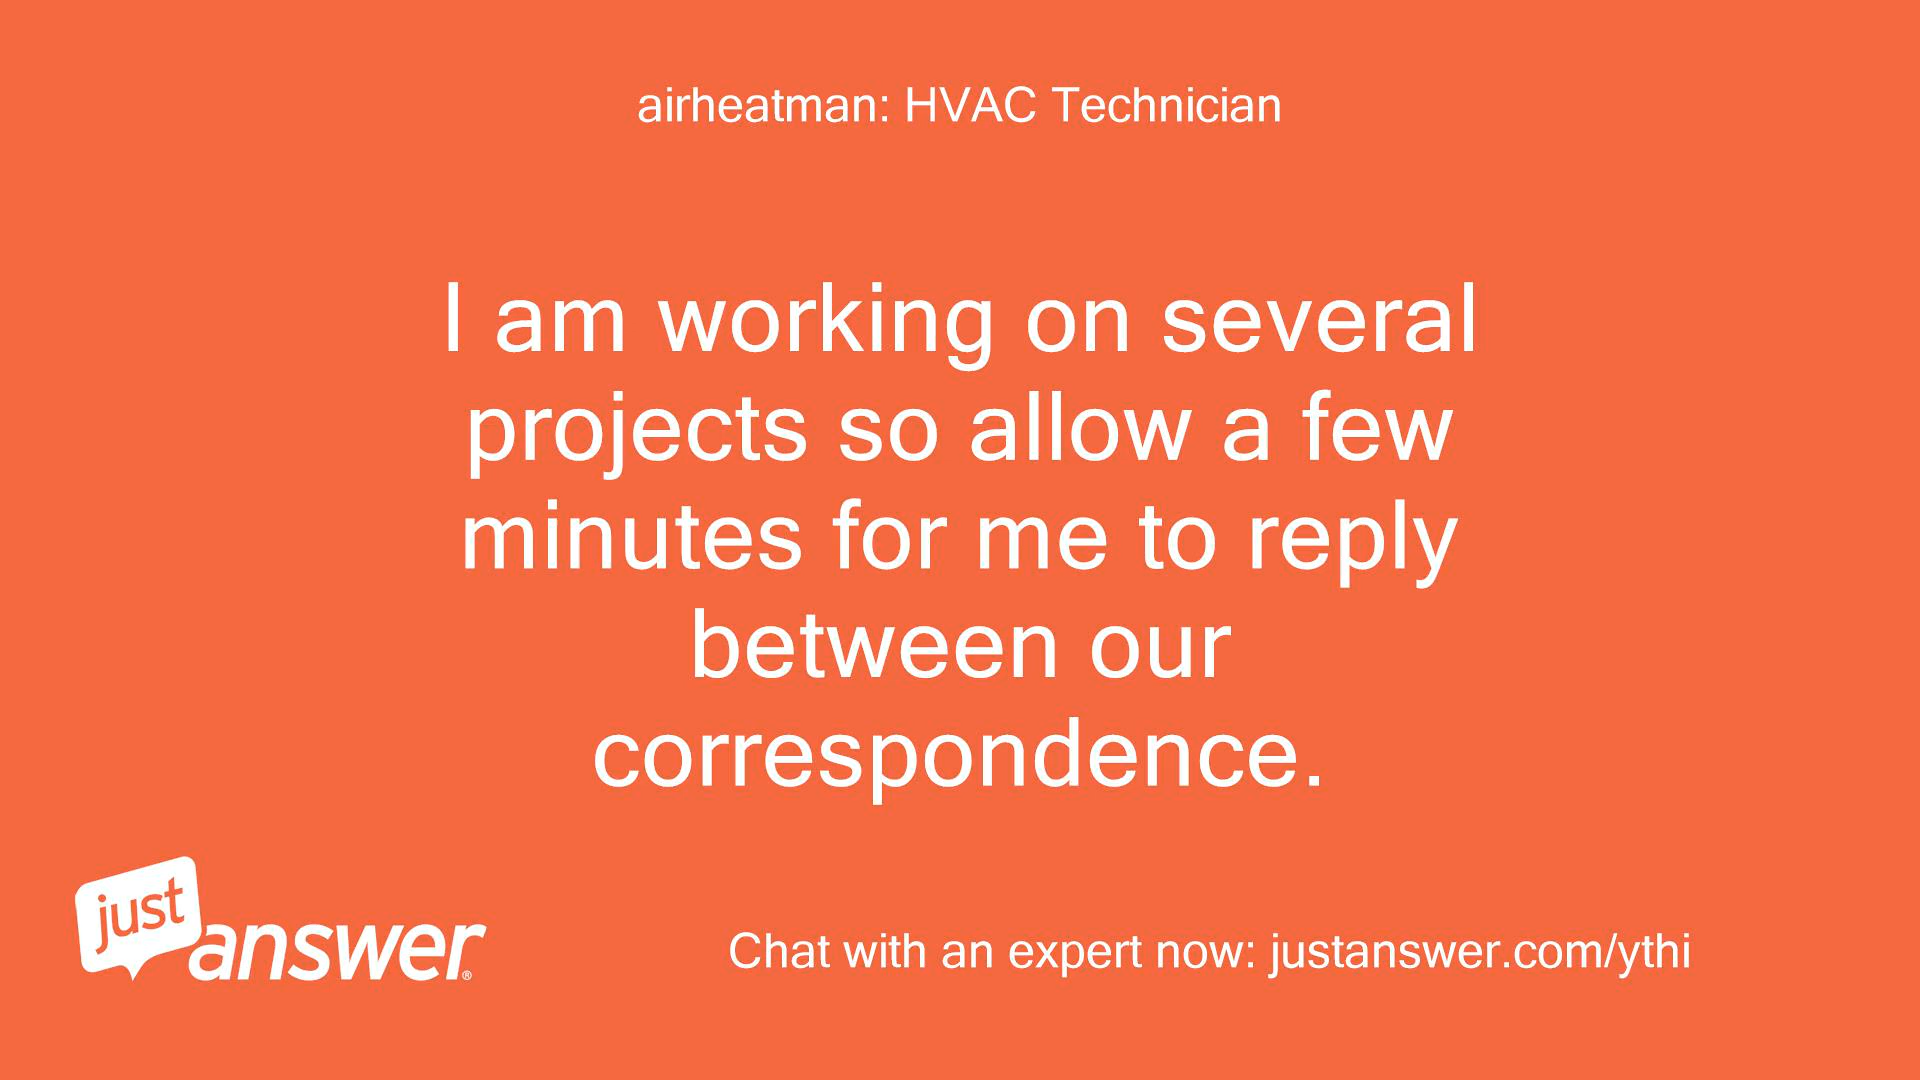 airheatman: HVAC Technician
I am working on several
projects so allow a few
minutes for me to reply
between our
correspondence.
just
answer®
Chat with an expert now: justanswer.com/ythi